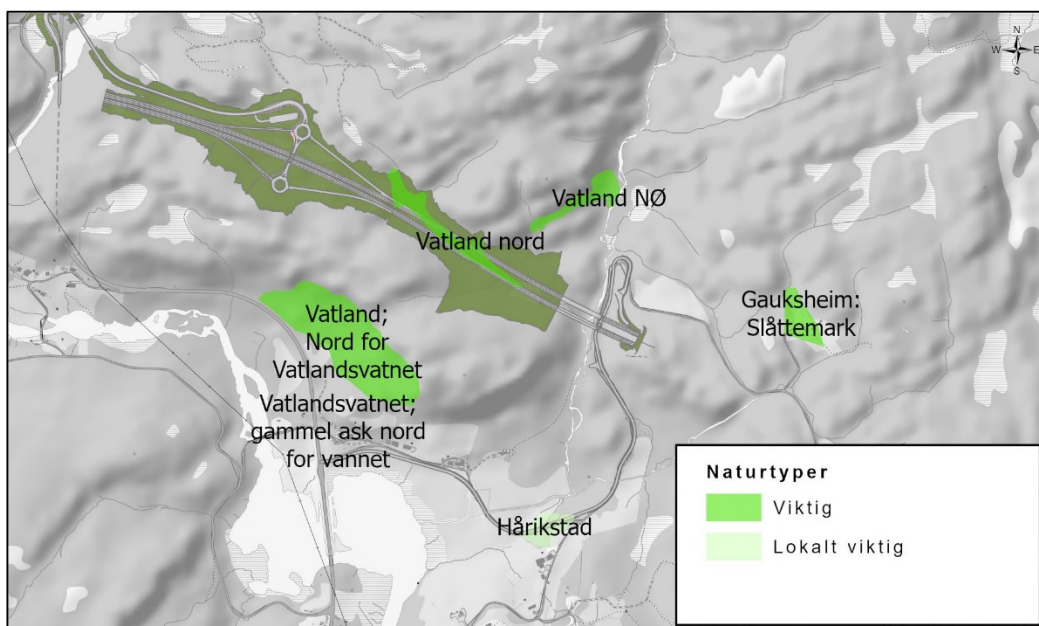 N
W E
S
Vatland NØ
Vatland nord
Gauksheim:
Slåttemark
Vatland;
Nord for
Vatlandsvatnet
Vatlandsvatnet;
gammel ask nord
for vannet
Hårikstad
Naturtyper
Viktig
Lokalt viktig